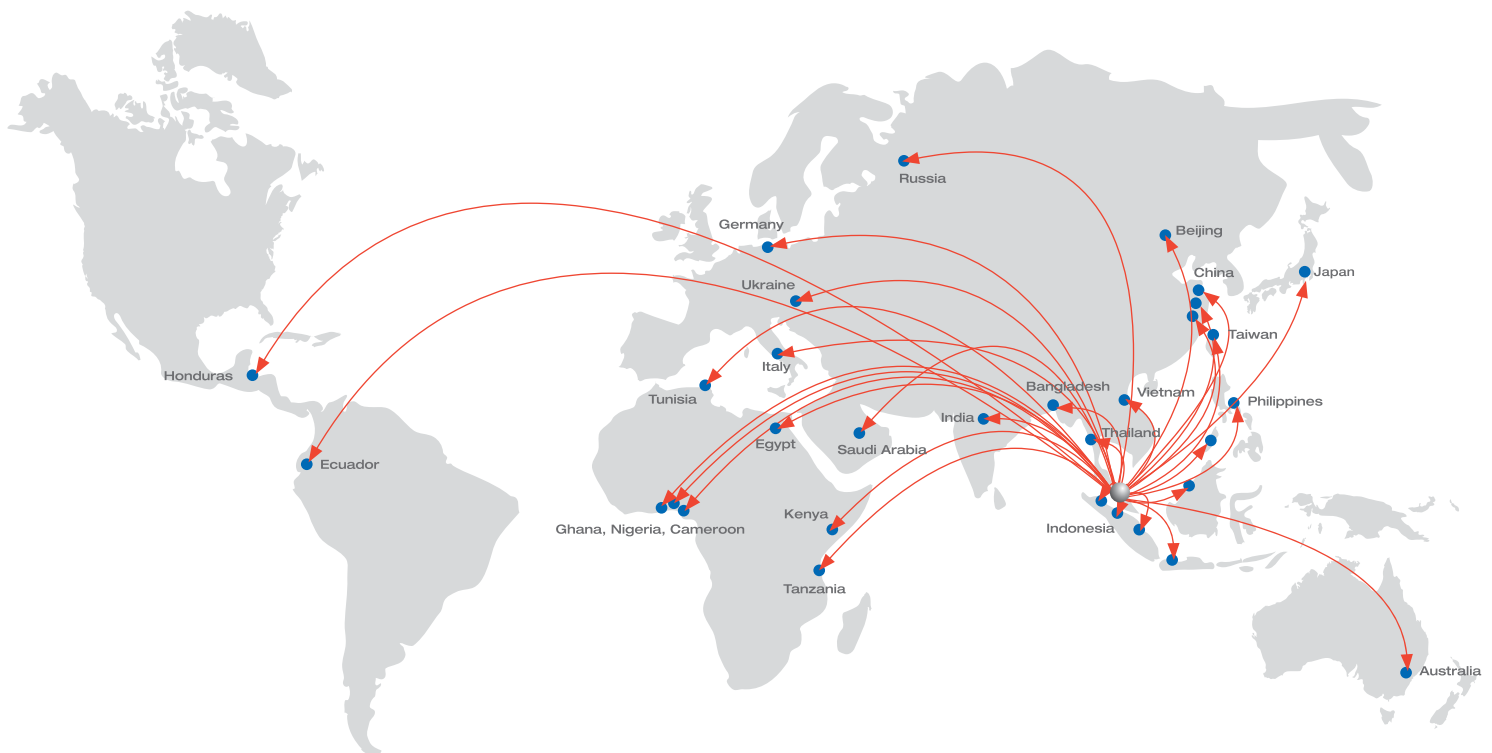 Russia
Germany
Beijing
China
Japan
Ukraine
Taiwan
Italy
Honduras
Tunisia
Bangladesh
Vietnam
Philippines
India
Thailand
Egypt
Saudi Arabia
Ecuador
Kenya
Ghana, Nigeria, Cameroon
Indonesia
Tanzania
Australia